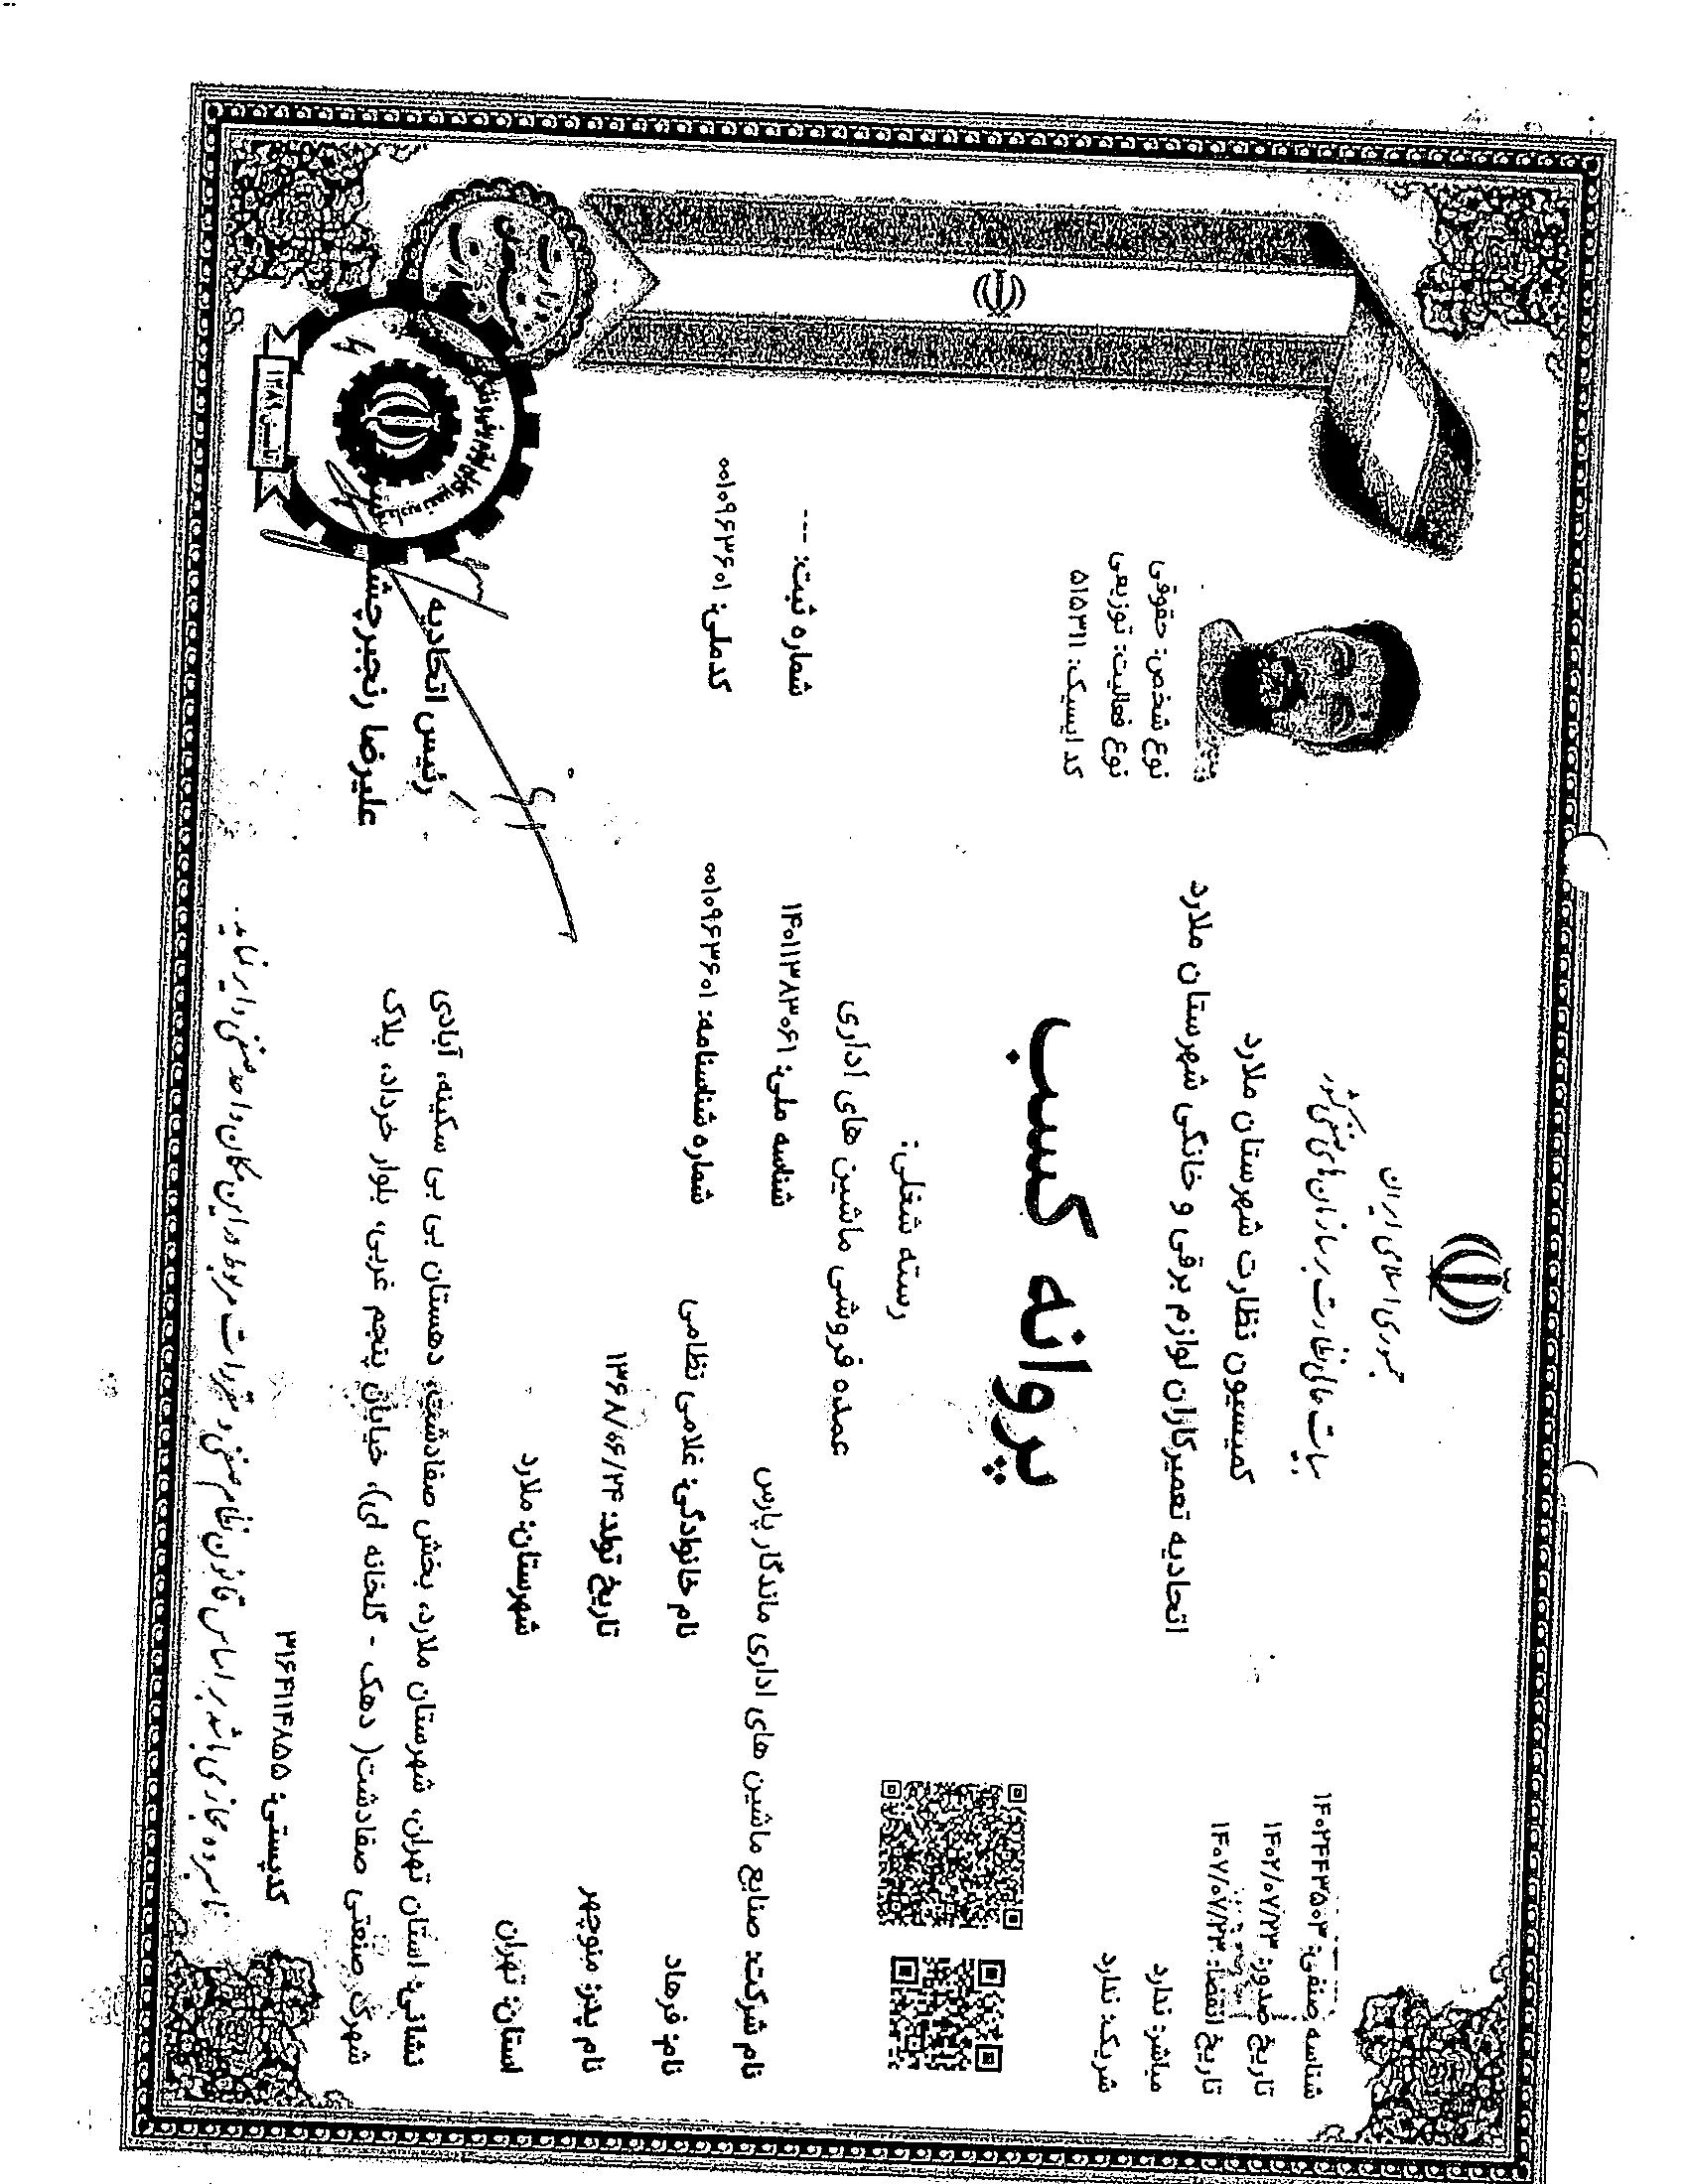 جمهوری اسلامی ایران
هیات عالی نظارت بر سازمان های صنفی کشور
کمیسیون نظارت شهرستان ملارد
اتحادیه تعمیرکاران لوازم برقی و خانگی شهرستان ملارد
شناسه صنفی: ۱۴۰۲۴۴۳۵۰۳
تاریخ صدور: ۱۴۰۲/۰۷/۲۳
تاریخ انقضا: ۱۴۰۷/۰۷/۲۳
مباشر: ندارد
شریک: ندارد
نوع شخص: حقوقی
نوع فعالیت: توزیعی
کد ایسیک: ۵۱۵۳۱۱
پروانه کسب
رسته شغلی:
عمده فروشی ماشین های اداری
نام شرکت: صنایع ماشین های اداری ماندگار پارس شناسه ملی: ۱۴۰۱۱۳۸۳۰۶۱ شماره ثبت: ---
نام: فرهاد نام خانوادگی: غلامی نظامی شماره شناسنامه: ۰۰۱۰۹۶۳۶۰۱ کدملی: ۰۰۱۰۹۶۳۶۰۱
نام پدر: منوچهر تاریخ تولد: ۱۳۶۸/۰۶/۲۴
استان: تهران شهرستان: ملارد
نشانی: استان تهران، شهرستان ملارد، بخش صفادشت، دهستان بی بی سکینه، آبادی
شهرک صنعتی صفادشت( دهک - گلخانه ای)، خیابان پنجم غربی، بلوار خرداد، پلاک
کدپستی: ۳۱۶۴۱۱۴۸۵۵
نامبرده مجاز می باشد بر اساس قانون نظام صنفی و مقررات مربوط در این مکان واحد صنفی دایر نماید.
رئیس اتحادیه
علیرضا رنجبر
وزارت
تاسیس ۱۳۸۹